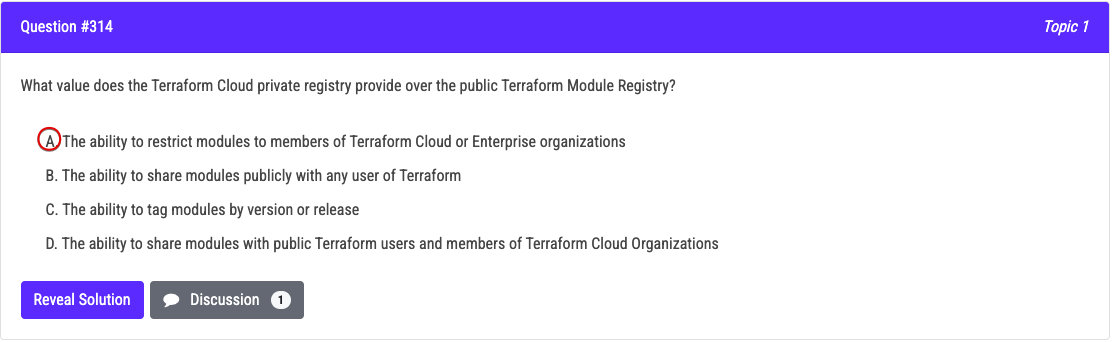 Question #314
Topic 1
What value does the Terraform Cloud private registry provide over the public Terraform Module Registry?
A. The ability to restrict modules to members of Terraform Cloud or Enterprise organizations
B. The ability to share modules publicly with any user of Terraform
C. The ability to tag modules by version or release
D. The ability to share modules with public Terraform users and members of Terraform Cloud Organizations
Reveal Solution
Discussion 1